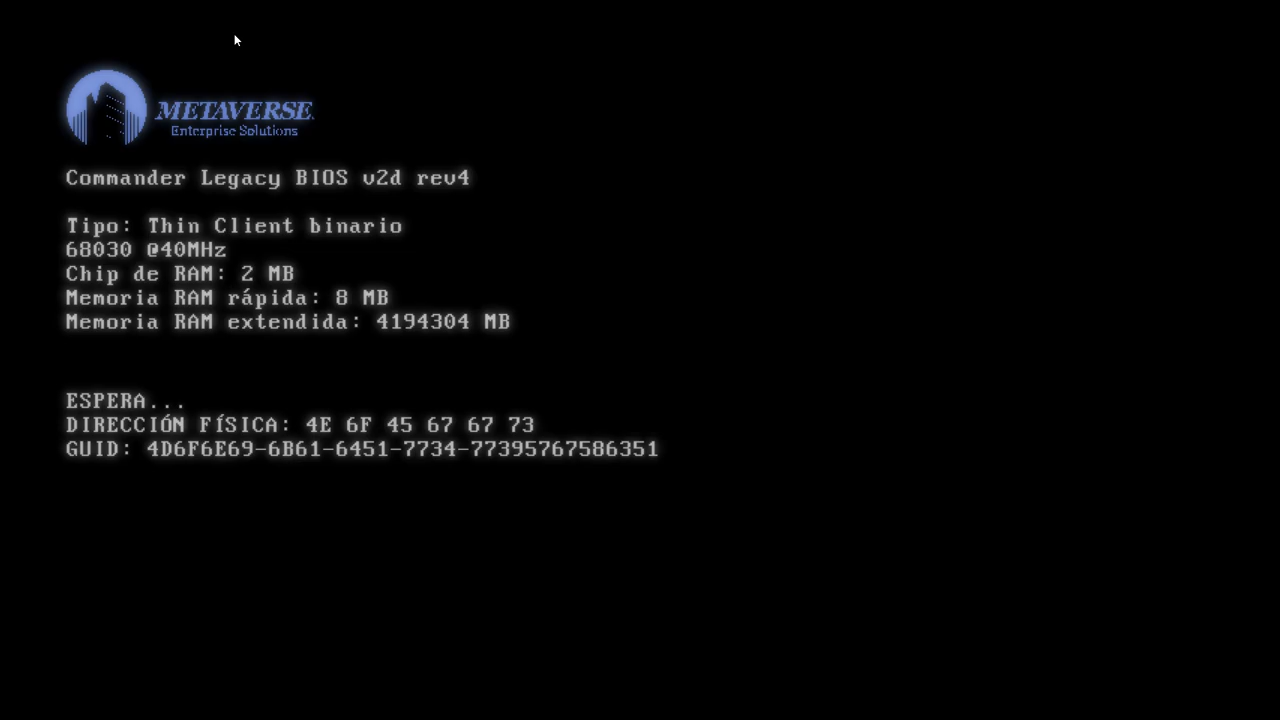 METAVERSE
Enterprise Solutions
Commander Legacy BIOS v2d rev4
Tipo: Thin Client binario
68030 @40MHz
Chip de RAM: 2 MB
Memoria RAM rápida: 8 MB
Memoria RAM extendida: 4194304 MB
ESPERA...
DIRECCIÓN FÍSICA: 4E 6F 45 67 67 73
GUID: 4D6F6E69-6B61-6451-7734-77395767586351